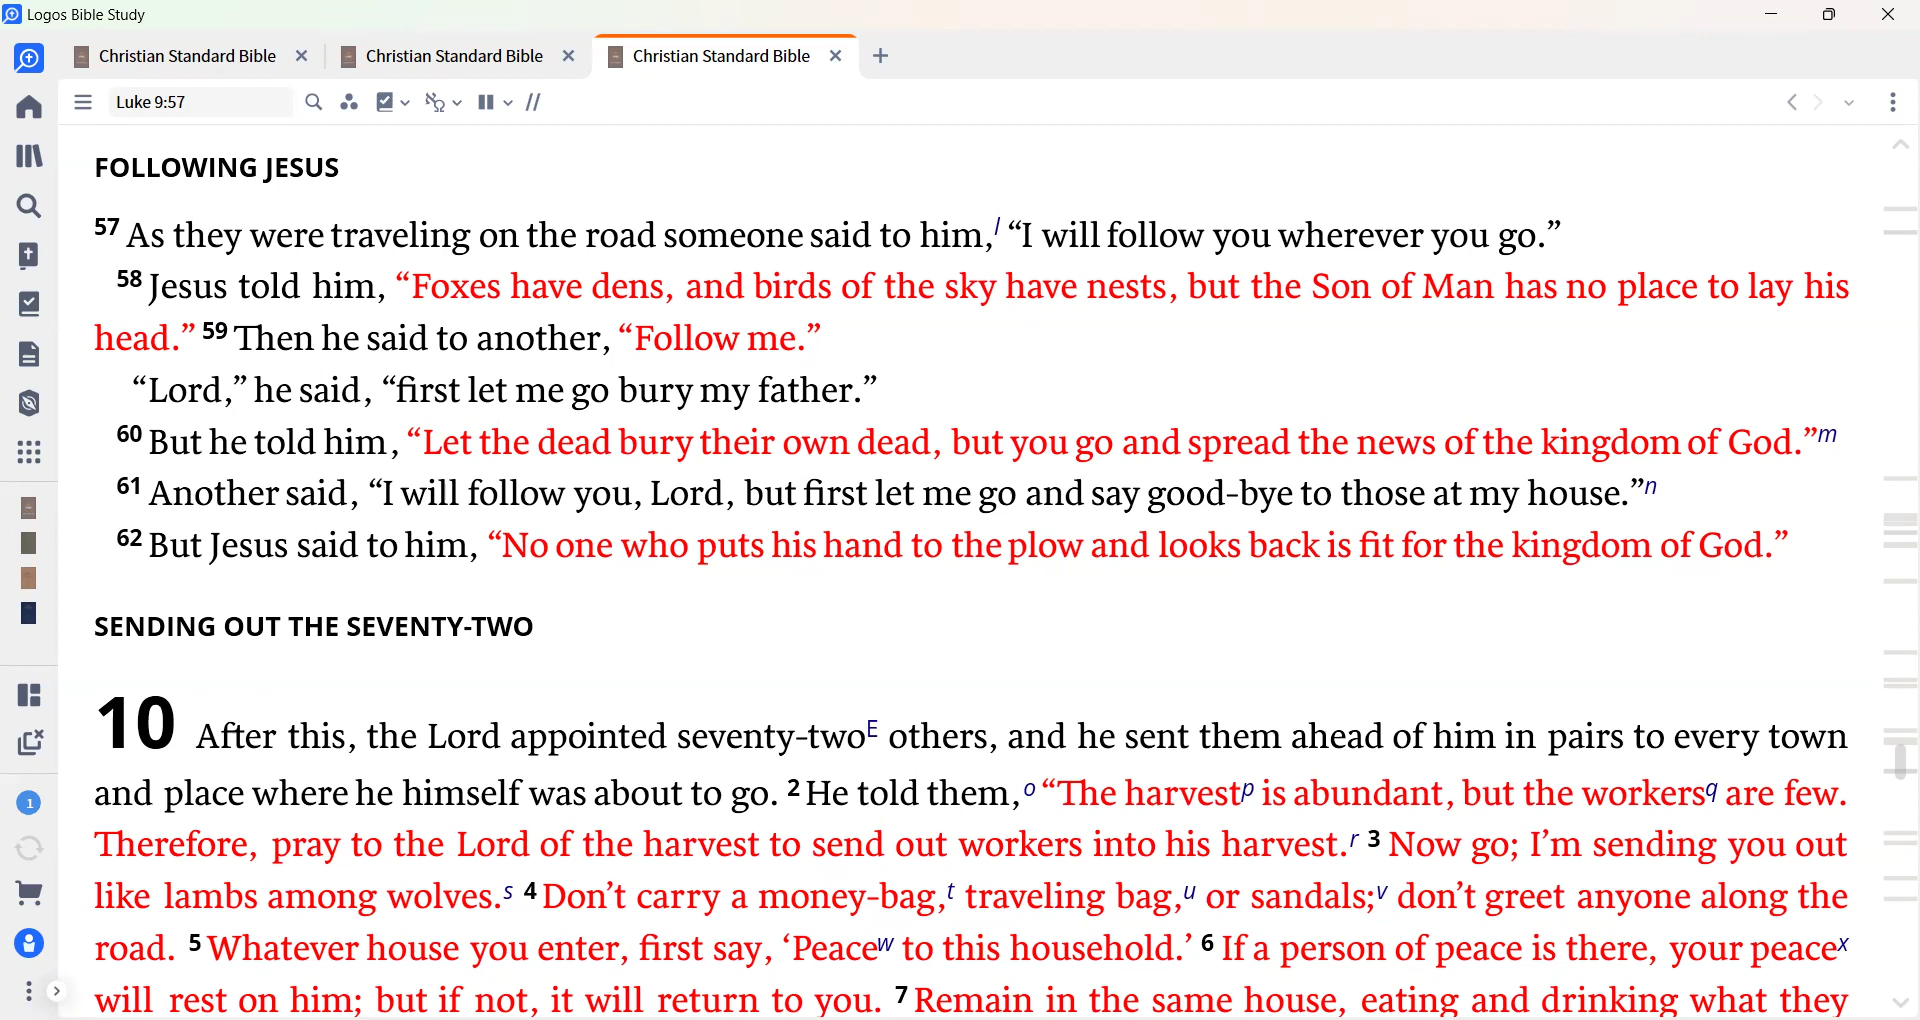 Logos Bible Study
Christian Standard Bible Christian Standard Bible Christian Standard Bible
Luke 9:57
FOLLOWING JESUS
57 As they were traveling on the road someone said to him,l “I will follow you wherever you go.”
58 Jesus told him, “Foxes have dens, and birds of the sky have nests, but the Son of Man has no place to lay his
head.” 59 Then he said to another, “Follow me.”
“Lord,” he said, “first let me go bury my father.”
60 But he told him, “Let the dead bury their own dead, but you go and spread the news of the kingdom of God.”m
61 Another said, “I will follow you, Lord, but first let me go and say good-bye to those at my house.”n
62 But Jesus said to him, “No one who puts his hand to the plow and looks back is fit for the kingdom of God.”
SENDING OUT THE SEVENTY-TWO
10 After this, the Lord appointed seventy-twoE others, and he sent them ahead of him in pairs to every town
and place where he himself was about to go. 2 He told them,o “The harvestp is abundant, but the workersq are few.
Therefore, pray to the Lord of the harvest to send out workers into his harvest.r 3 Now go; I’m sending you out
like lambs among wolves.s 4 Don’t carry a money-bag,t traveling bag,u or sandals;v don’t greet anyone along the
road. 5 Whatever house you enter, first say, ‘Peacew to this household.’ 6 If a person of peace is there, your peacex
will rest on him; but if not, it will return to you. 7 Remain in the same house, eating and drinking what they
1